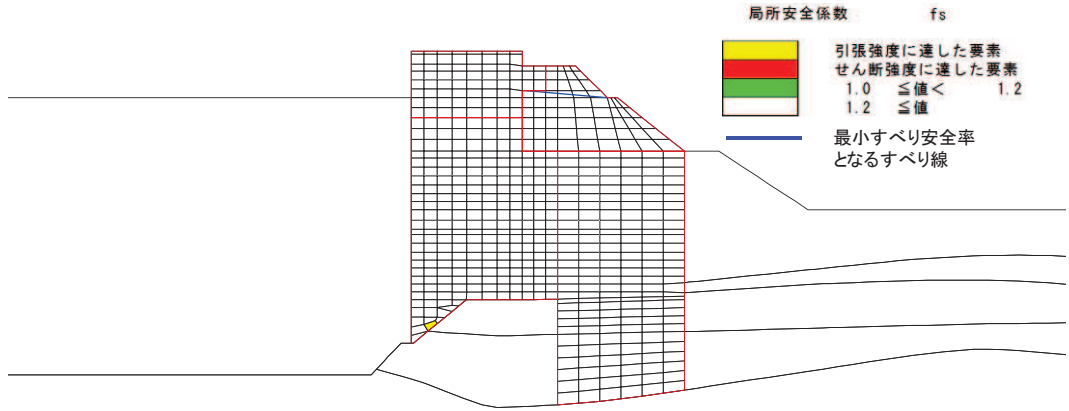 局所安全係数 fs
引張強度に達した要素
せん断強度に達した要素
1.0 ≦値< 1.2
1.2 ≦値
最小すべり安全率
となるすべり線